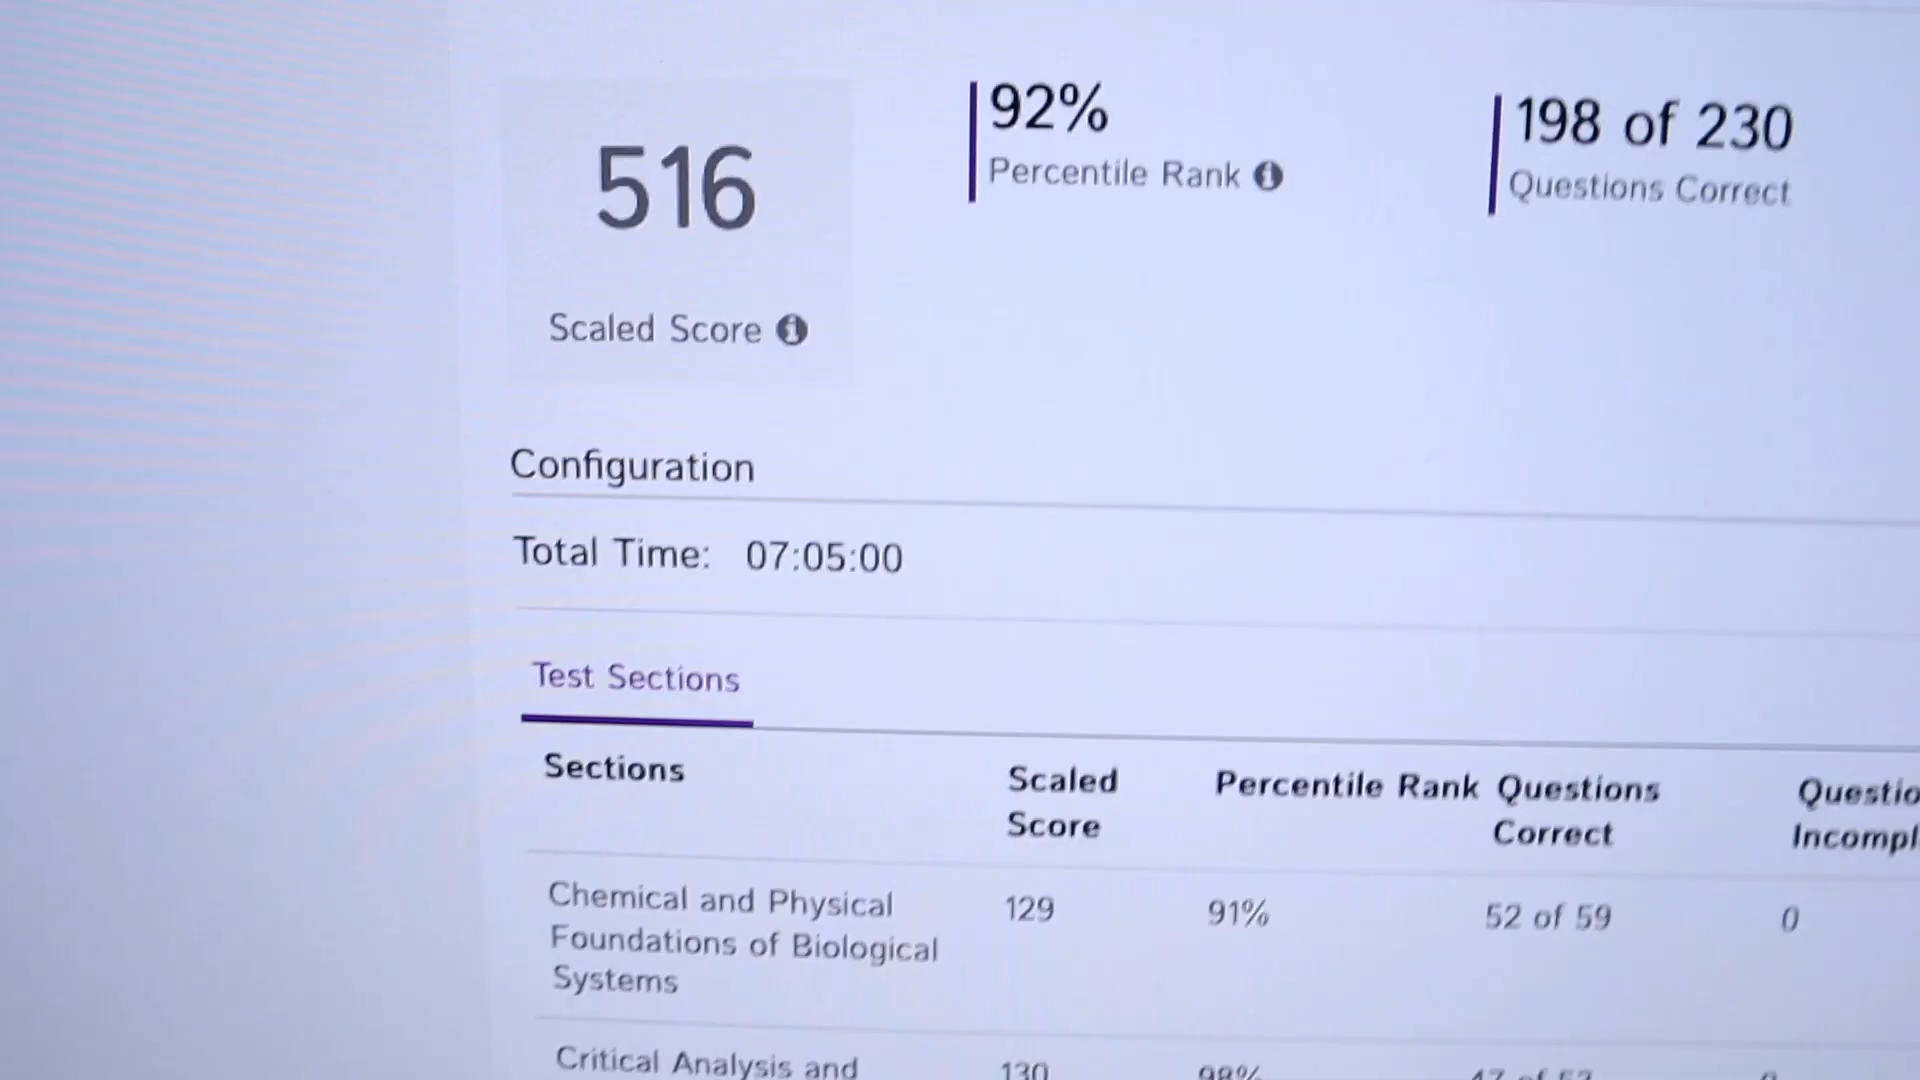 516
Scaled Score
92%
Percentile Rank
198 of 230
Questions Correct
Configuration
Total Time: 07:05:00
Test Sections
Sections
Scaled
Score
Percentile Rank
Questions
Correct
Chemical and Physical
Foundations of Biological
Systems
129
91%
52 of 59
0
Critical Analysis and
130
98%